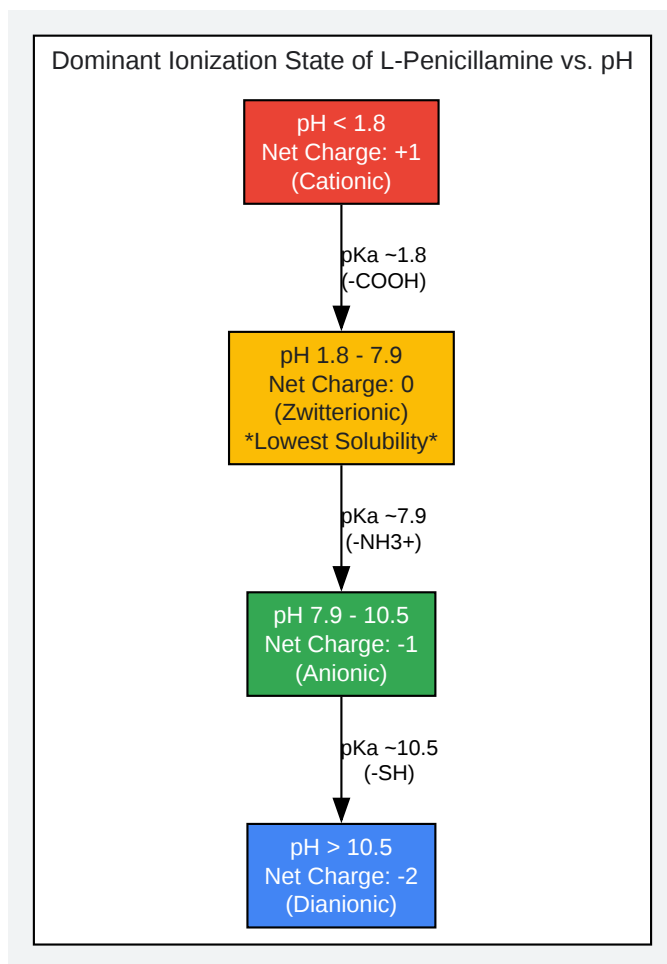 Dominant Ionization State of L-Penicillamine vs. pH
pH < 1.8
Net Charge: +1
(Cationic)
pKa ~1.8
(-COOH)
pH 1.8 - 7.9
Net Charge: 0
(Zwitterionic)
*Lowest Solubility*
pKa ~7.9
(-NH3+)
pH 7.9 - 10.5
Net Charge: -1
(Anionic)
pKa ~10.5
(-SH)
pH > 10.5
Net Charge: -2
(Dianionic)